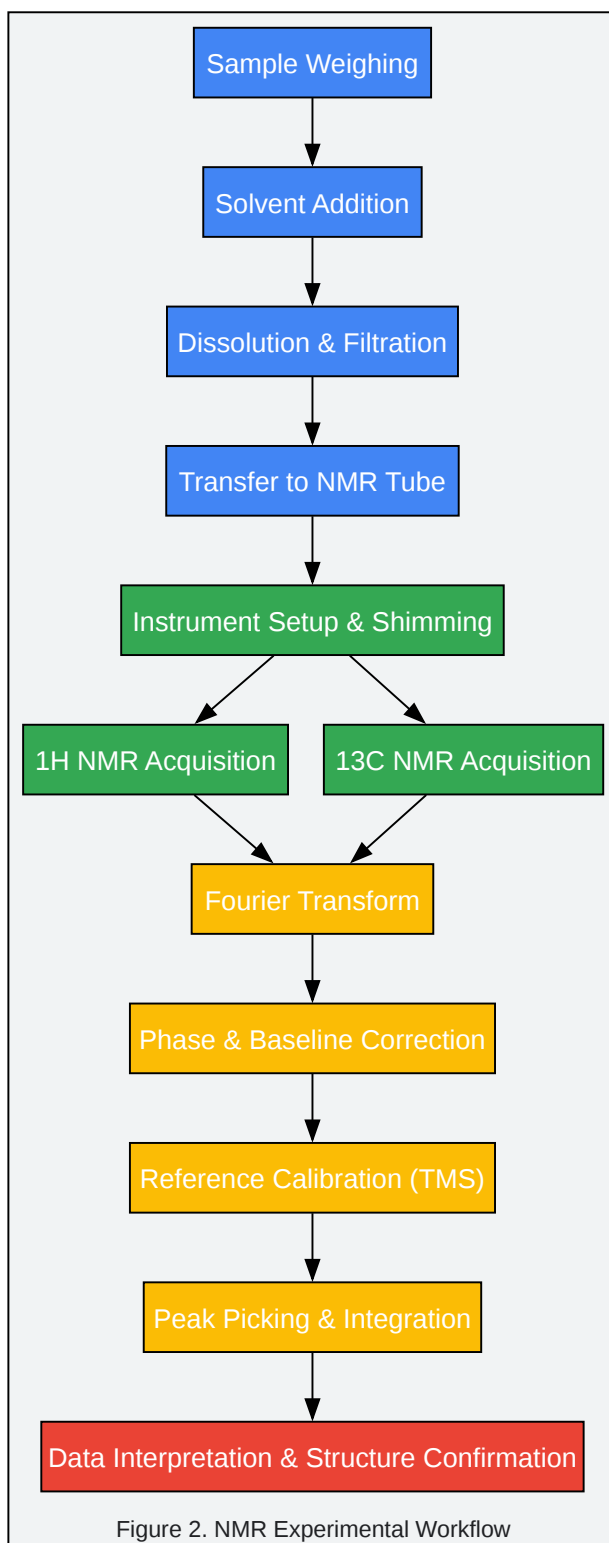 Sample Weighing
Solvent Addition
Dissolution & Filtration
Transfer to NMR Tube
Instrument Setup & Shimming
1H NMR Acquisition
13C NMR Acquisition
Fourier Transform
Phase & Baseline Correction
Reference Calibration (TMS)
Peak Picking & Integration
Data Interpretation & Structure Confirmation
Figure 2. NMR Experimental Workflow